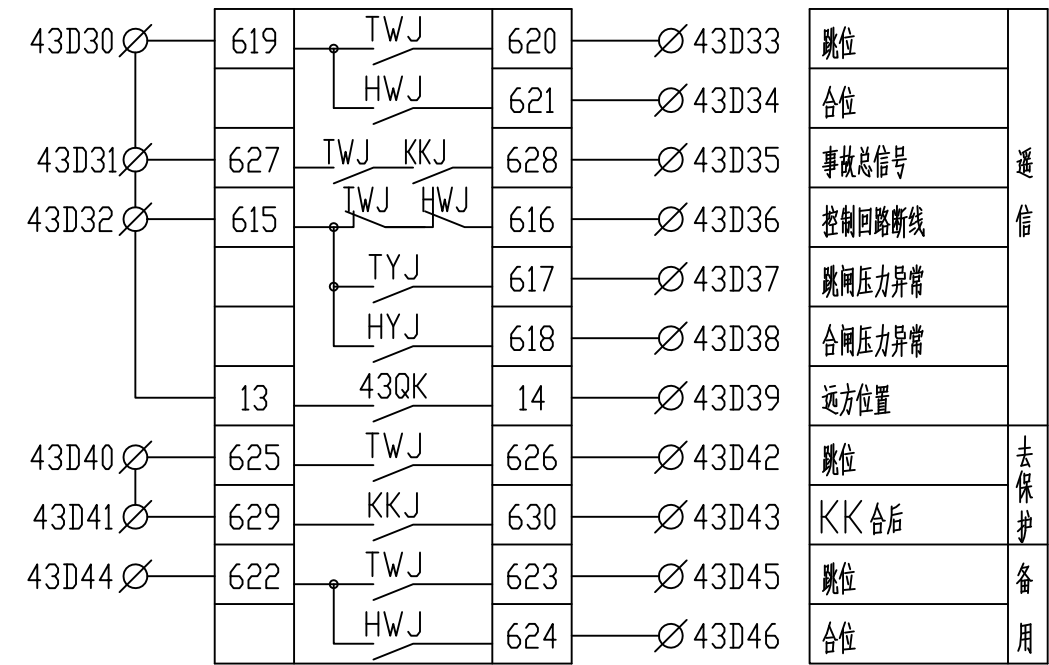 43D30 619 TWJ 620 43D33 跳位
HWJ 621 43D34 合位
43D31 627 TWJ KKJ 628 43D35 事故总信号
43D32 615 TWJ HWJ 616 43D36 控制回路断线
TYJ 617 43D37 跳闸压力异常
HYJ 618 43D38 合闸压力异常
13 43QK 14 43D39 远方位置
遥信
43D40 625 TWJ 626 43D42 跳位
43D41 629 KKJ 630 43D43 KK合后
去保护
43D44 622 TWJ 623 43D45 跳位
HWJ 624 43D46 合位
备用